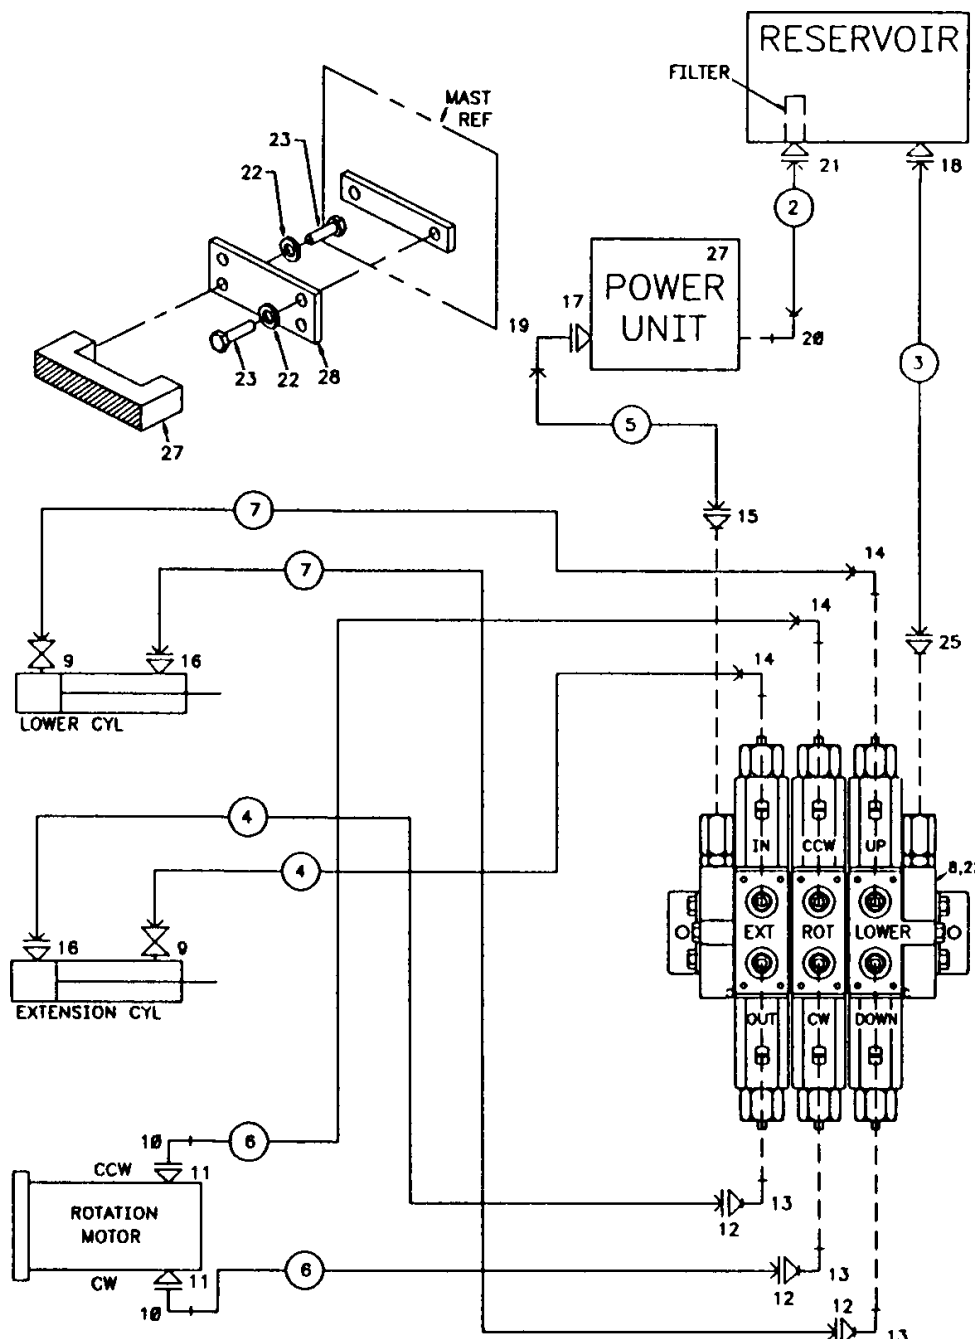 RESERVOIR
FILTER
MAST
REF
23
22
21
18
2
27
POWER
UNIT
17
19
20
3
23
22
28
27
5
7
15
14
7
14
25
9
16
14
LOWER CYL
4
IN
CCW
UP
4
16
9
EXT
ROT
LOWER
EXTENSION CYL
OUT
CW
DOWN
10
6
CCW
11
ROTATION
MOTOR
13
12
CW
11
6
10
13
12
12
13